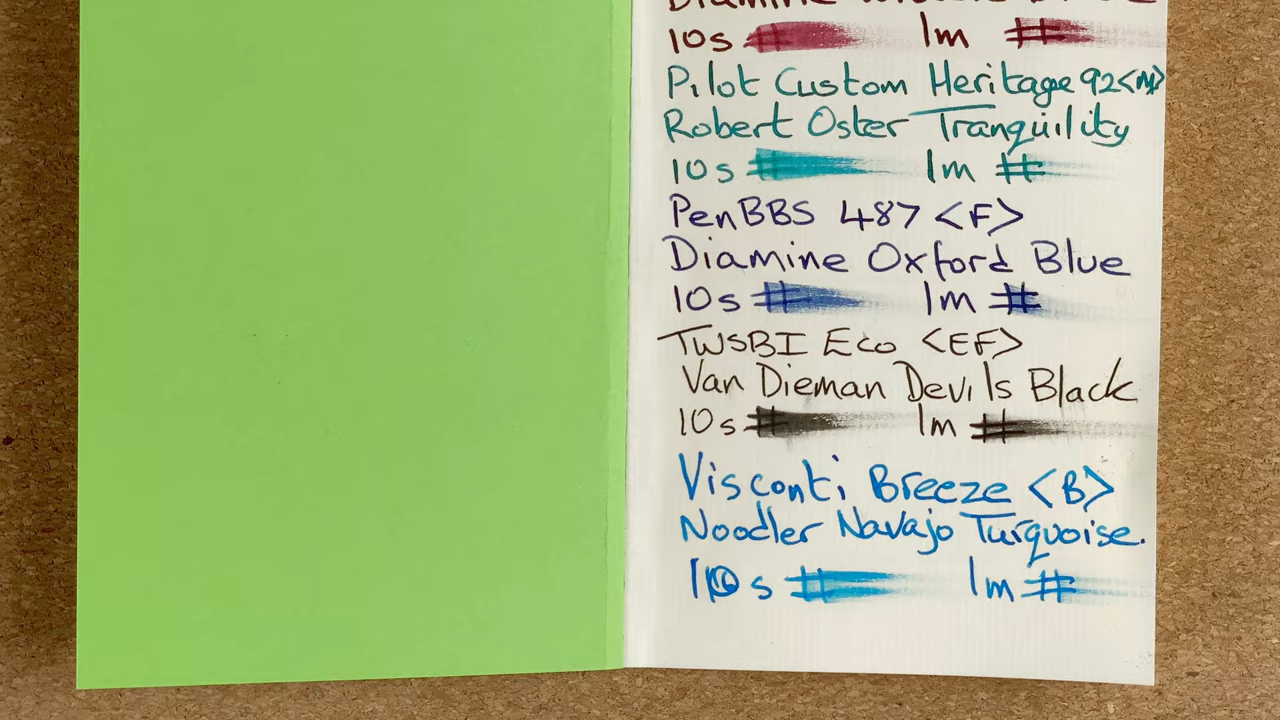 Diamine
10s # 1m #
Pilot Custom Heritage 92 <M>
Robert Oster Tranquility
10s # 1m #
PenBBS 487 <F>
Diamine Oxford Blue
10s # 1m #
TWSBI Eco <EF>
Van Dieman Devils Black
10s # 1m #
Visconti Breeze <B>
Noodler Navajo Turquoise.
10s # 1m #